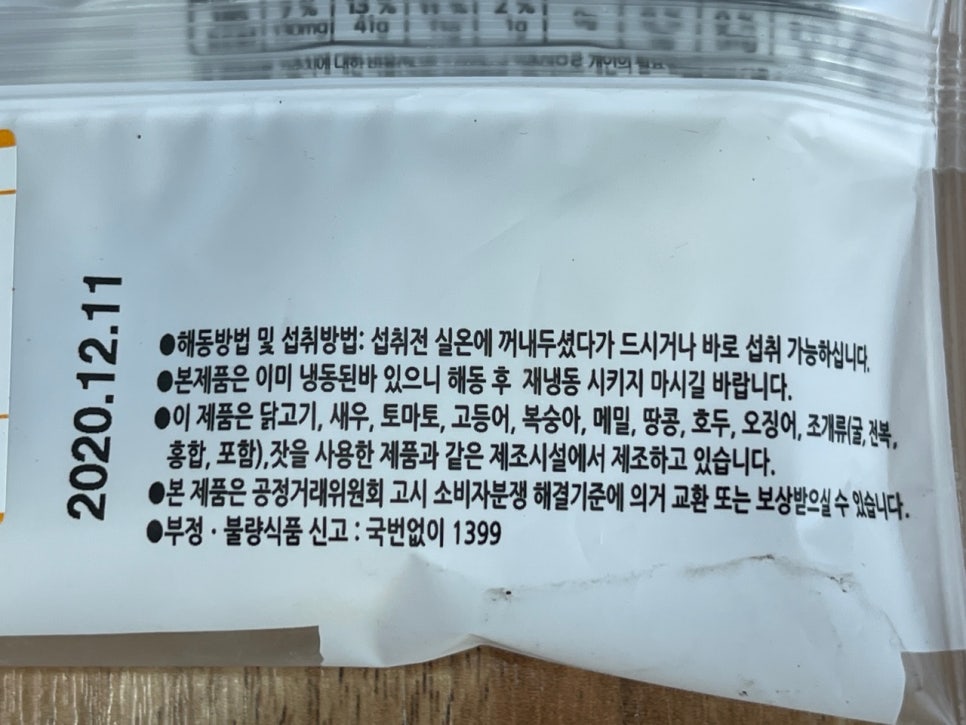 7% 13% 11% 2%
41g 1g
2020.12.11
●해동방법 및 섭취방법: 섭취전 실온에 꺼내두셨다가 드시거나 바로 섭취 가능하십니다.
●본제품은 이미 냉동된바 있으니 해동 후 재냉동 시키지 마시길 바랍니다.
●이 제품은 닭고기, 새우, 토마토, 고등어, 복숭아, 메밀, 땅콩, 호두, 오징어, 조개류(굴, 전복,
홍합, 포함),잣을 사용한 제품과 같은 제조시설에서 제조하고 있습니다.
●본 제품은 공정거래위원회 고시 소비자분쟁 해결기준에 의거 교환 또는 보상받으실 수 있습니다.
●부정 · 불량식품 신고 : 국번없이 1399